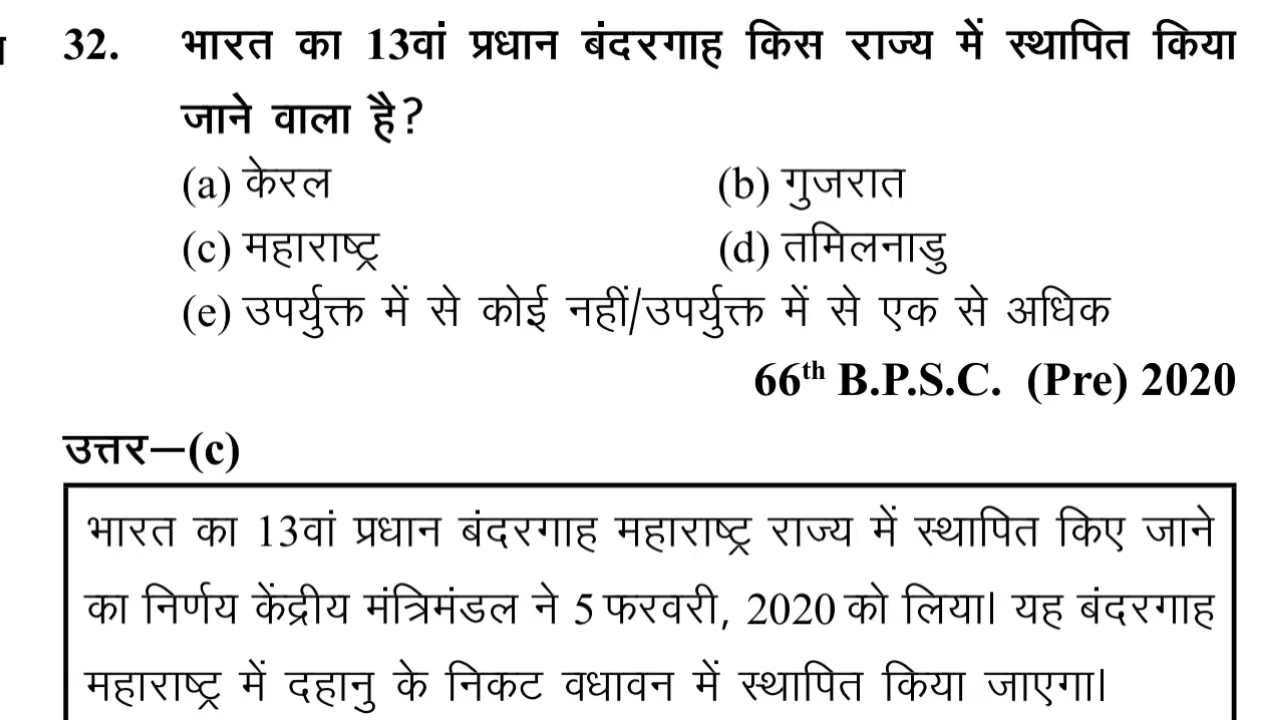 32. भारत का 13वां प्रधान बंदरगाह किस राज्य में स्थापित किया
जाने वाला है?
(a) केरल (b) गुजरात
(c) महाराष्ट्र (d) तमिलनाडु
(e) उपर्युक्त में से कोई नहीं/उपर्युक्त में से एक से अधिक
66th B.P.S.C. (Pre) 2020
उत्तर—(c)
भारत का 13वां प्रधान बंदरगाह महाराष्ट्र राज्य में स्थापित किए जाने
का निर्णय केंद्रीय मंत्रिमंडल ने 5 फरवरी, 2020 को लिया। यह बंदरगाह
महाराष्ट्र में दहानु के निकट वधावन में स्थापित किया जाएगा।